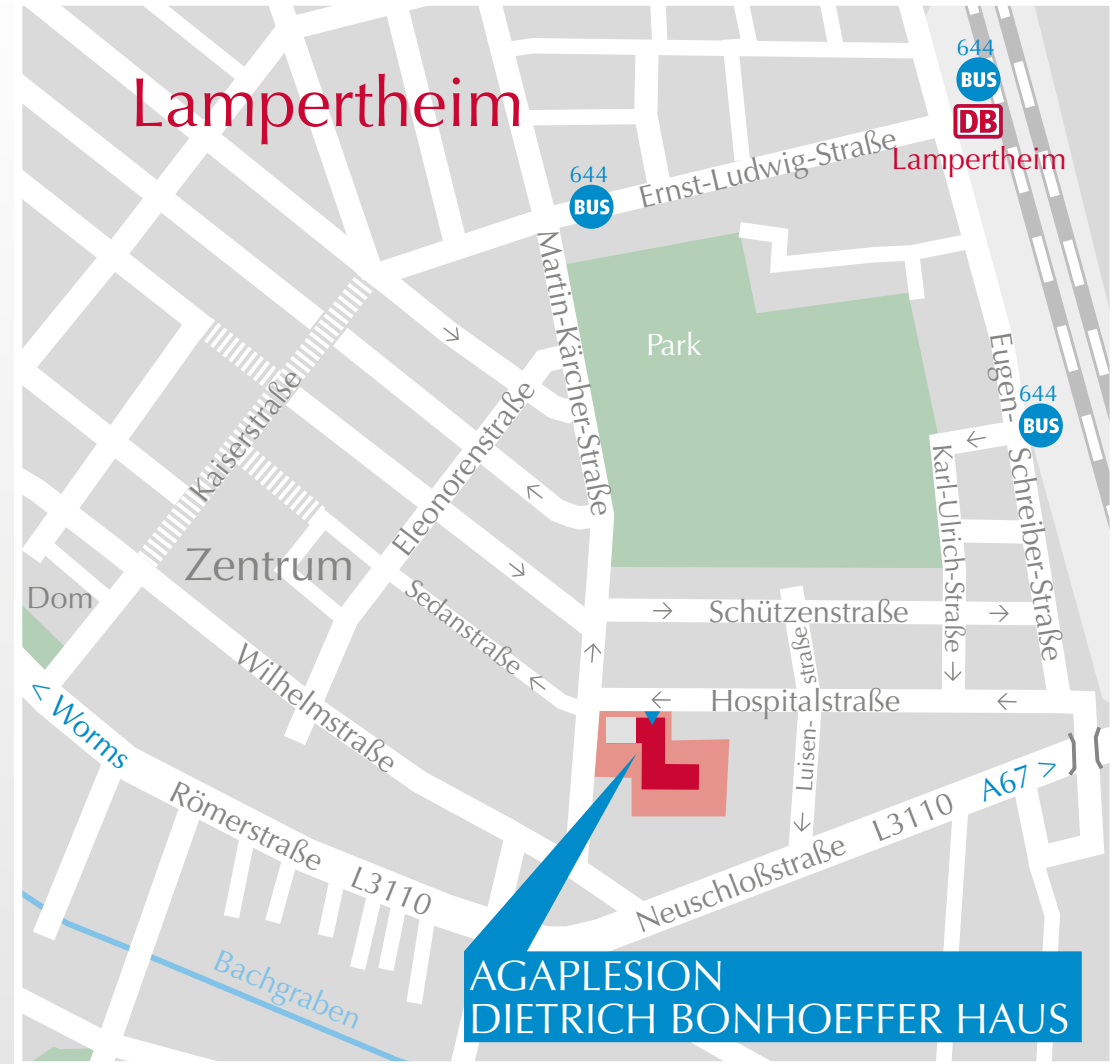 644
BUS
DB
Lampertheim
Lampertheim
644
BUS
Ernst-Ludwig-Straße
Martin-Kärcher-Straße
Park
Eugen-
Schreiber-Straße
644
BUS
Kaiserstraße
Eleonorenstraße
Karl-Ulrich-Straße
Zentrum
Dom
Sedanstraße
Schützenstraße
Luisen-
straße
Hospitalstraße
Wilhelmstraße
< Worms
A67 >
Römerstraße
L3110
Neuschloßstraße
L3110
Bachgraben
AGAPLESION
DIETRICH BONHOEFFER HAUS